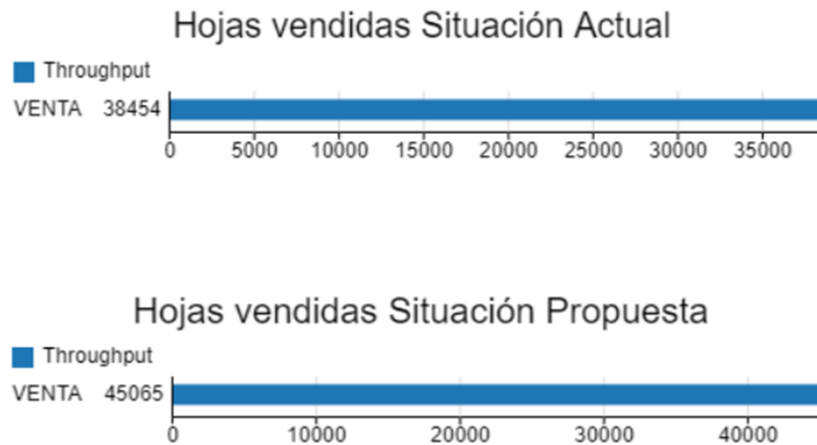 Hojas vendidas Situación Actual
Throughput
VENTA 38454
0 5000 10000 15000 20000 25000 30000 35000
Hojas vendidas Situación Propuesta
Throughput
VENTA 45065
0 10000 20000 30000 40000